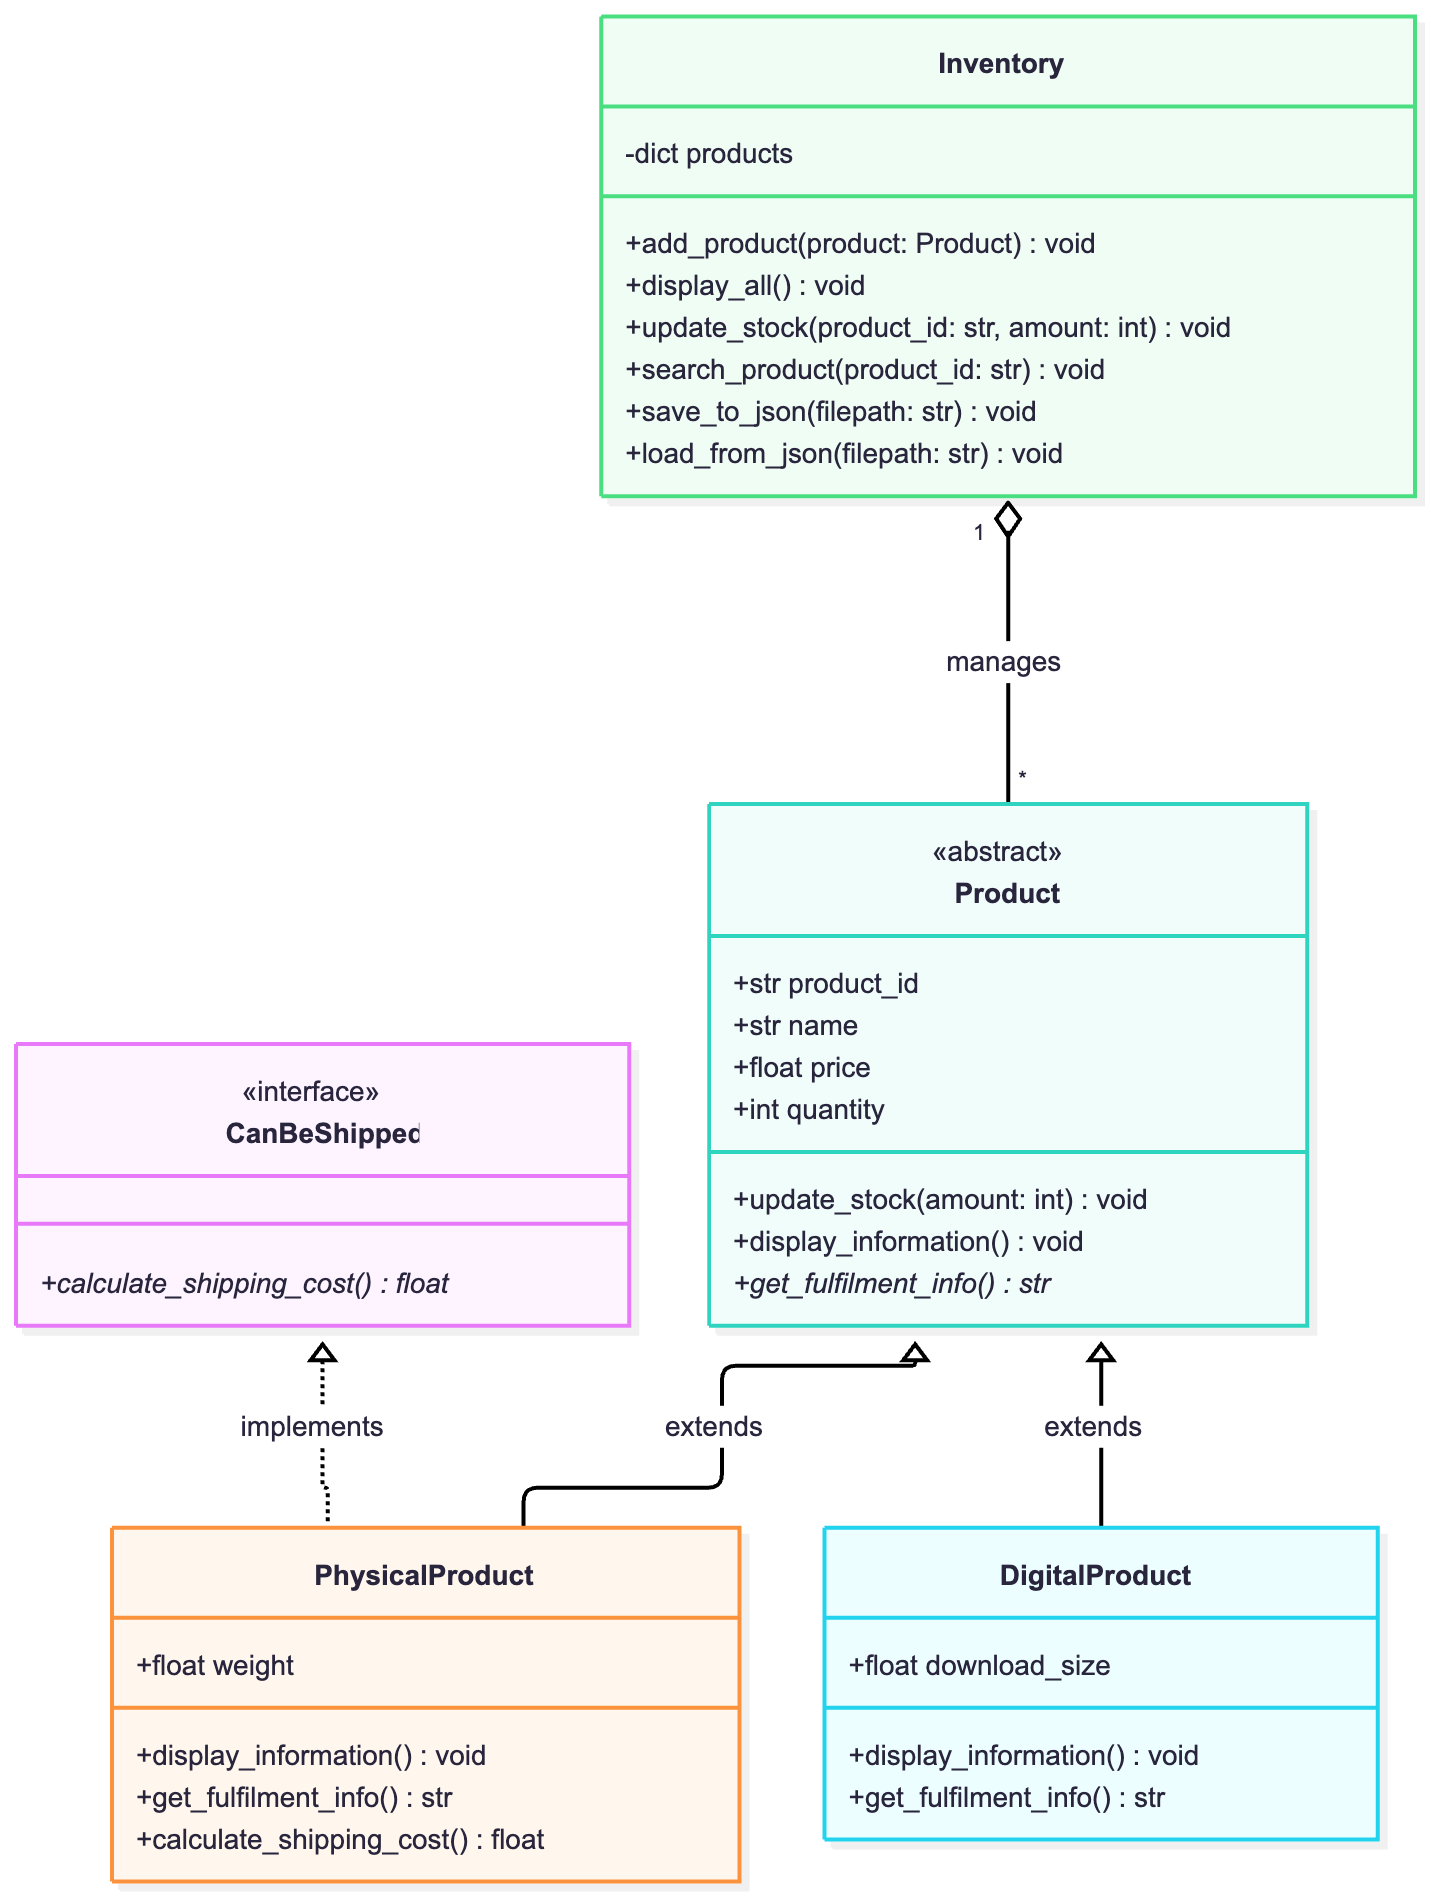 Inventory
-dict products
+add_product(product: Product) : void
+display_all() : void
+update_stock(product_id: str, amount: int) : void
+search_product(product_id: str) : void
+save_to_json(filepath: str) : void
+load_from_json(filepath: str) : void
1
manages
*
«abstract»
Product
+str product_id
+str name
+float price
+int quantity
+update_stock(amount: int) : void
+display_information() : void
+get_fulfilment_info() : str
«interface»
CanBeShipped
+calculate_shipping_cost() : float
implements
extends
extends
PhysicalProduct
+float weight
+display_information() : void
+get_fulfilment_info() : str
+calculate_shipping_cost() : float
DigitalProduct
+float download_size
+display_information() : void
+get_fulfilment_info() : str